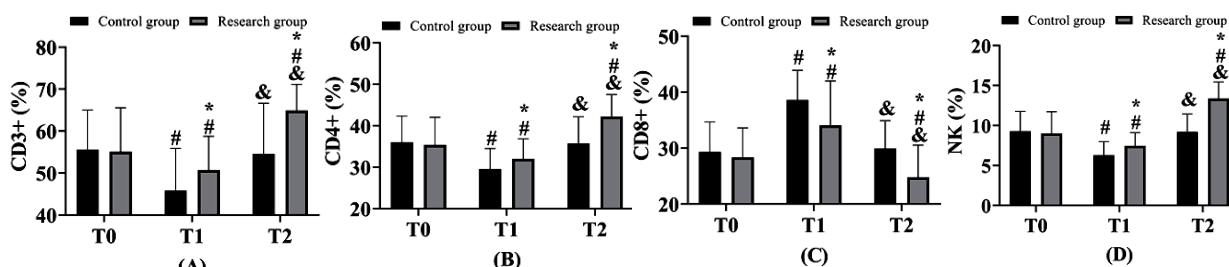 Control group Research group
CD3+ (%)
80
70
60
50
40
# * # & * # &
T0 T1 T2
(A)
Control group Research group
CD4+ (%)
60
50
40
30
20
# * # & * # &
T0 T1 T2
(B)
Control group Research group
CD8+ (%)
50
40
30
20
# * # & * # &
T0 T1 T2
(C)
Control group Research group
NK (%)
20
15
10
5
0
# * # & * # &
T0 T1 T2
(D)